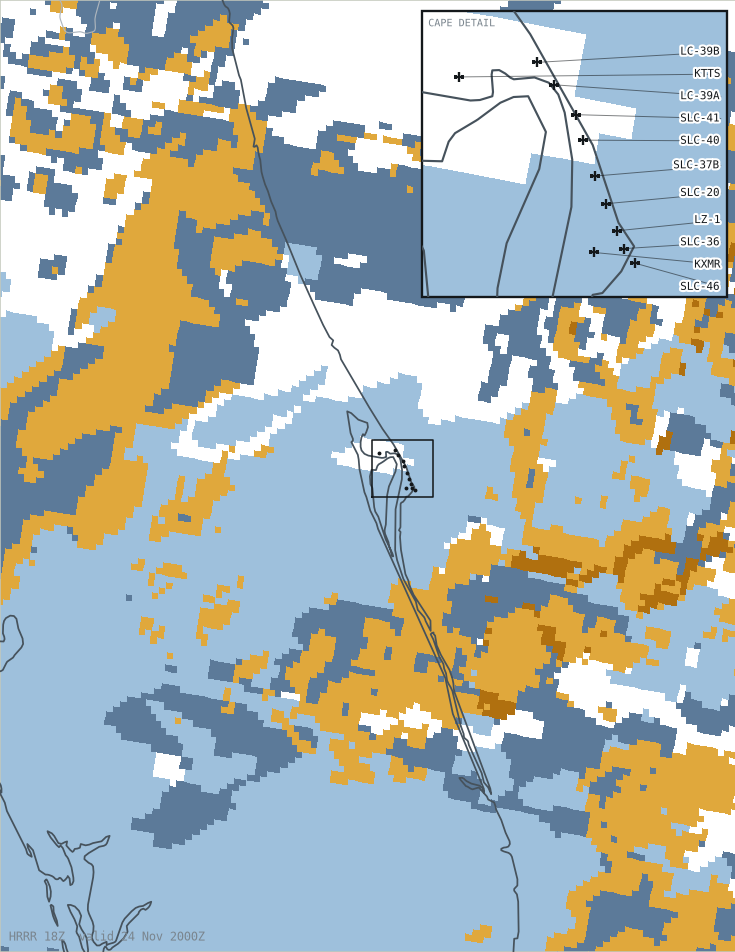 CAPE DETAIL
LC-39B
KTTS
LC-39A
SLC-41
SLC-40
SLC-37B
SLC-20
LZ-1
SLC-36
KXMR
SLC-46
HRRR 18Z  valid 24 Nov 2000Z